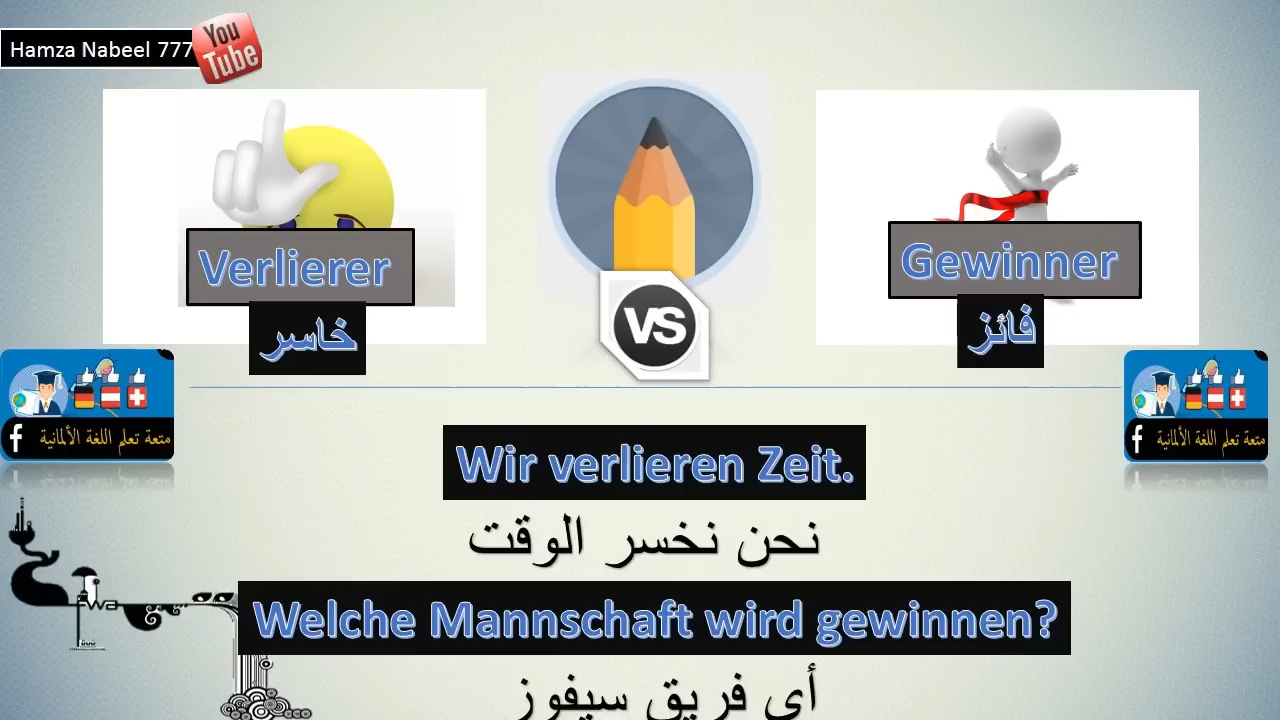 Hamza Nabeel 777
You
Tube
Verlierer
خاسر
VS
Gewinner
فائز
f متعة تعلم اللغة الألمانية
f متعة تعلم اللغة الألمانية
Wir verlieren Zeit.
نحن نخسر الوقت
Welche Mannschaft wird gewinnen?
أي فريق سيفوز